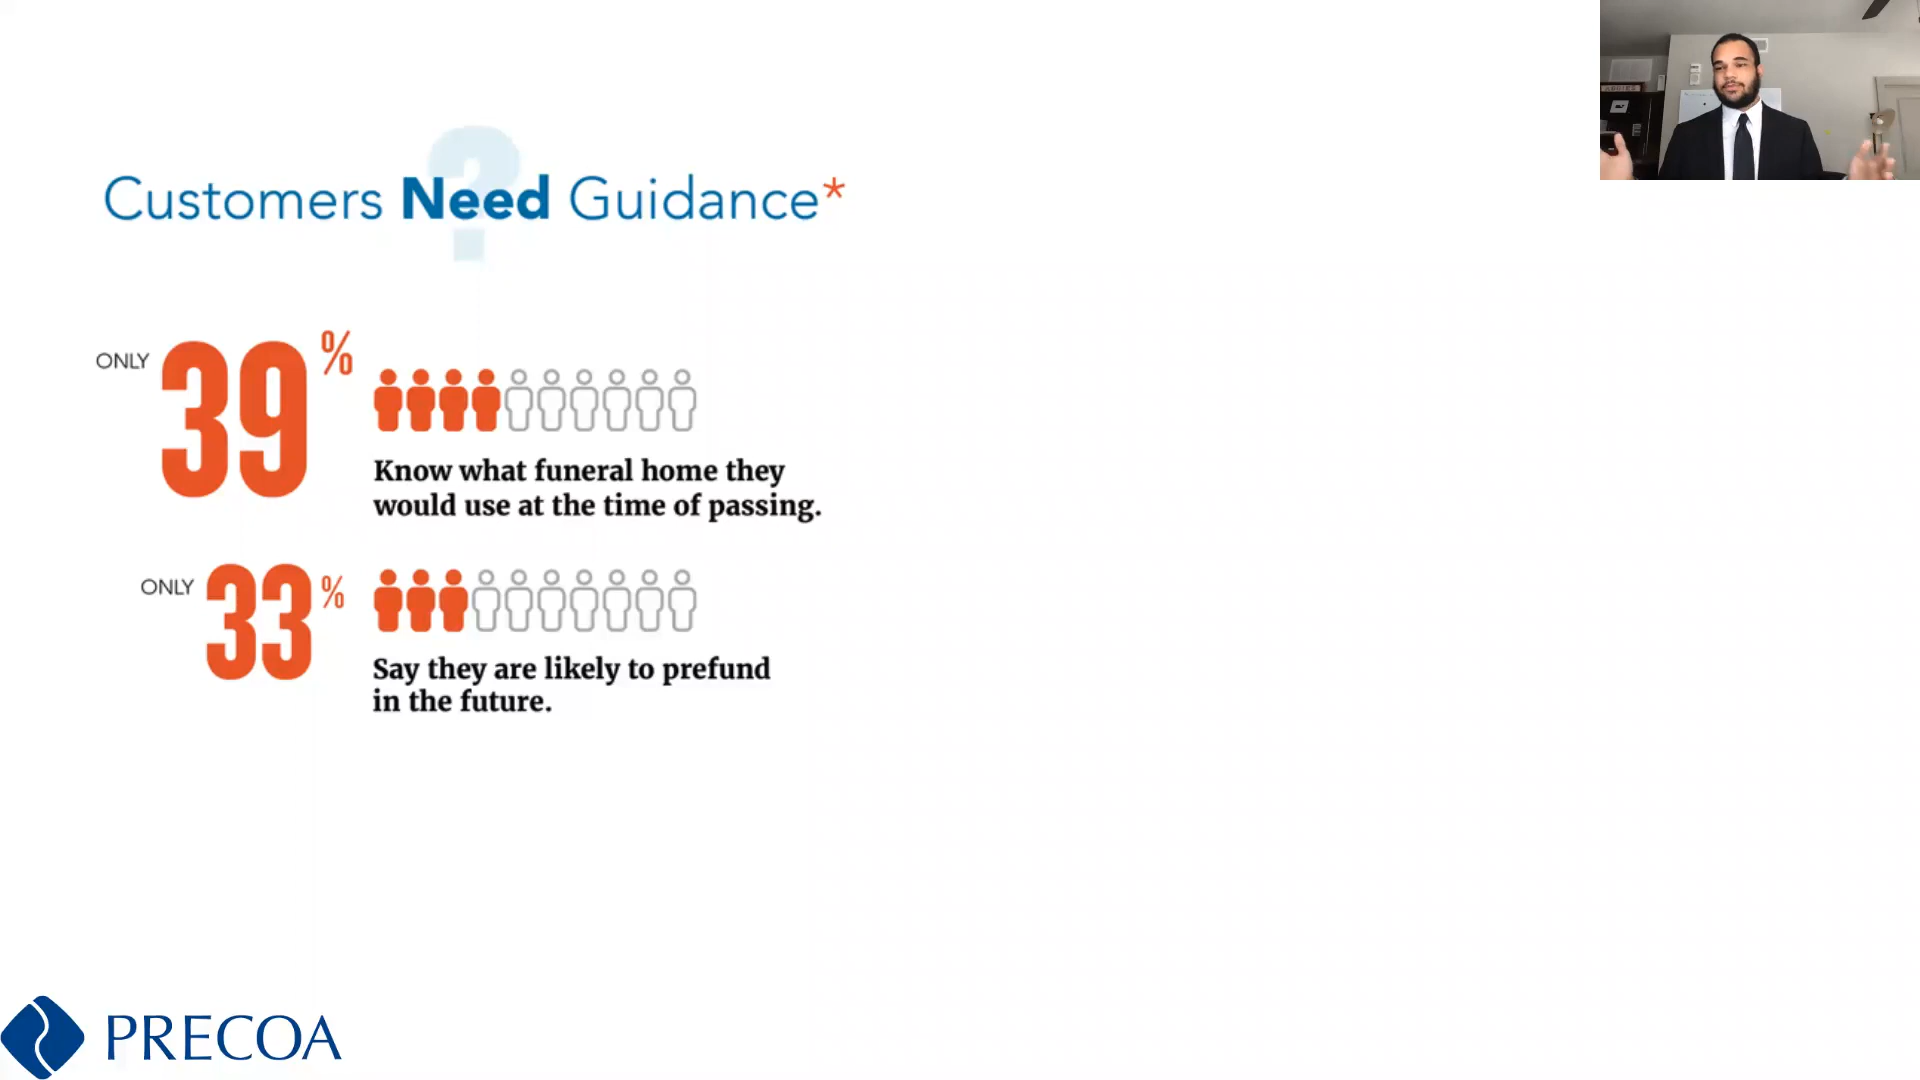 Customers Need Guidance*
ONLY 39%
Know what funeral home they
would use at the time of passing.
ONLY 33%
Say they are likely to prefund
in the future.
PRECOA